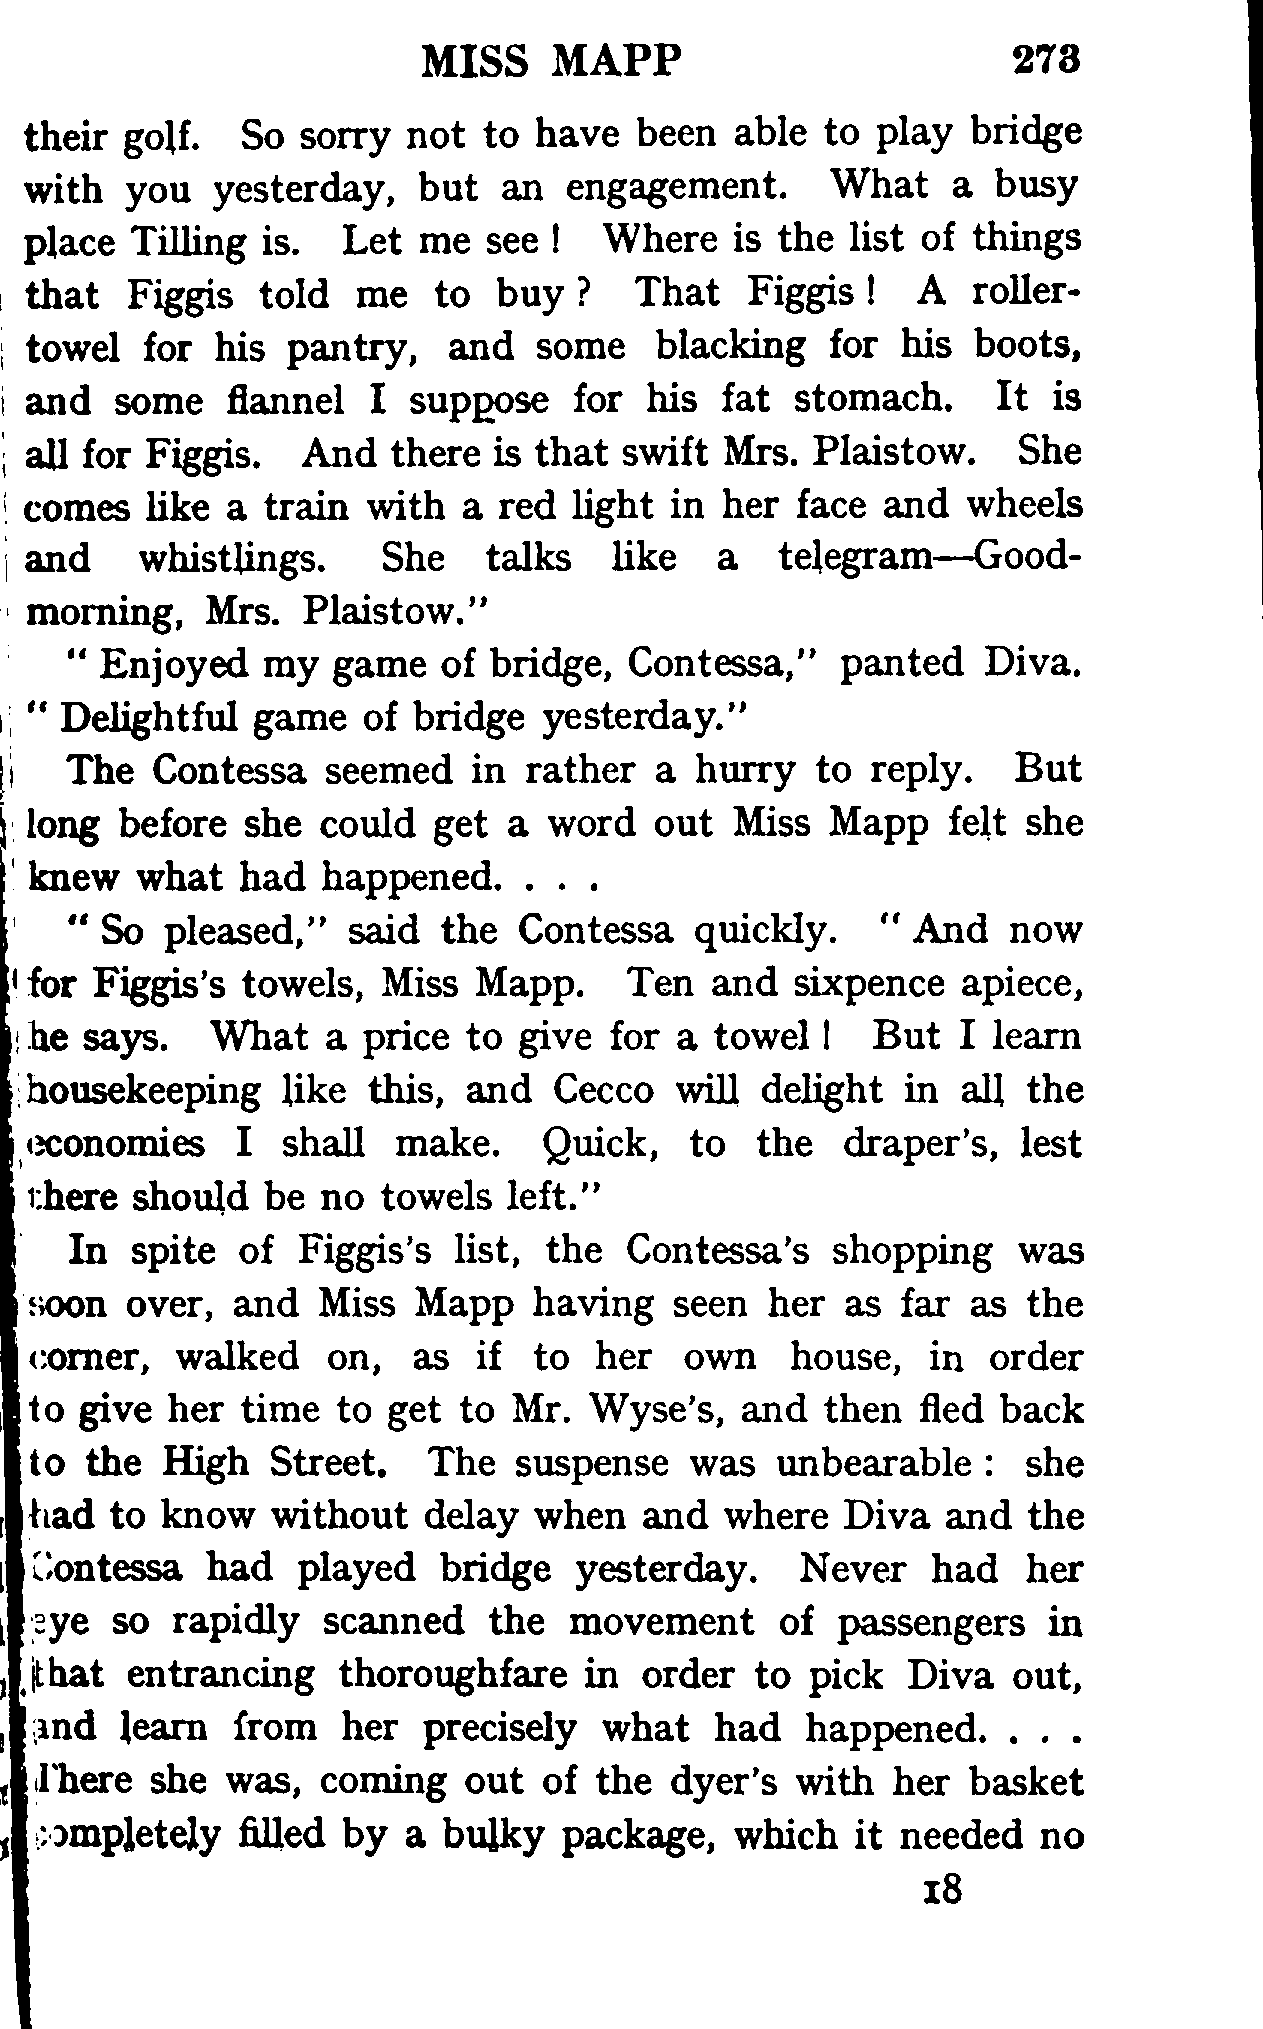 MISS MAPP 273
their golf. So sorry not to have been able to play bridge
with you yesterday, but an engagement. What a busy
place Tilling is. Let me see ! Where is the list of things
that Figgis told me to buy ? That Figgis ! A roller-
towel for his pantry, and some blacking for his boots,
and some flannel I suppose for his fat stomach. It is
all for Figgis. And there is that swift Mrs. Plaistow. She
comes like a train with a red light in her face and wheels
and whistlings. She talks like a telegram—Good-
morning, Mrs. Plaistow."
" Enjoyed my game of bridge, Contessa," panted Diva.
" Delightful game of bridge yesterday."
The Contessa seemed in rather a hurry to reply. But
long before she could get a word out Miss Mapp felt she
knew what had happened. . . .
" So pleased," said the Contessa quickly. " And now
for Figgis's towels, Miss Mapp. Ten and sixpence apiece,
he says. What a price to give for a towel ! But I learn
housekeeping like this, and Cecco will delight in all the
economies I shall make. Quick, to the draper's, lest
there should be no towels left."
In spite of Figgis's list, the Contessa's shopping was
soon over, and Miss Mapp having seen her as far as the
corner, walked on, as if to her own house, in order
to give her time to get to Mr. Wyse's, and then fled back
to the High Street. The suspense was unbearable : she
had to know without delay when and where Diva and the
Contessa had played bridge yesterday. Never had her
eye so rapidly scanned the movement of passengers in
that entrancing thoroughfare in order to pick Diva out,
and learn from her precisely what had happened. . . .
There she was, coming out of the dyer's with her basket
completely filled by a bulky package, which it needed no
18